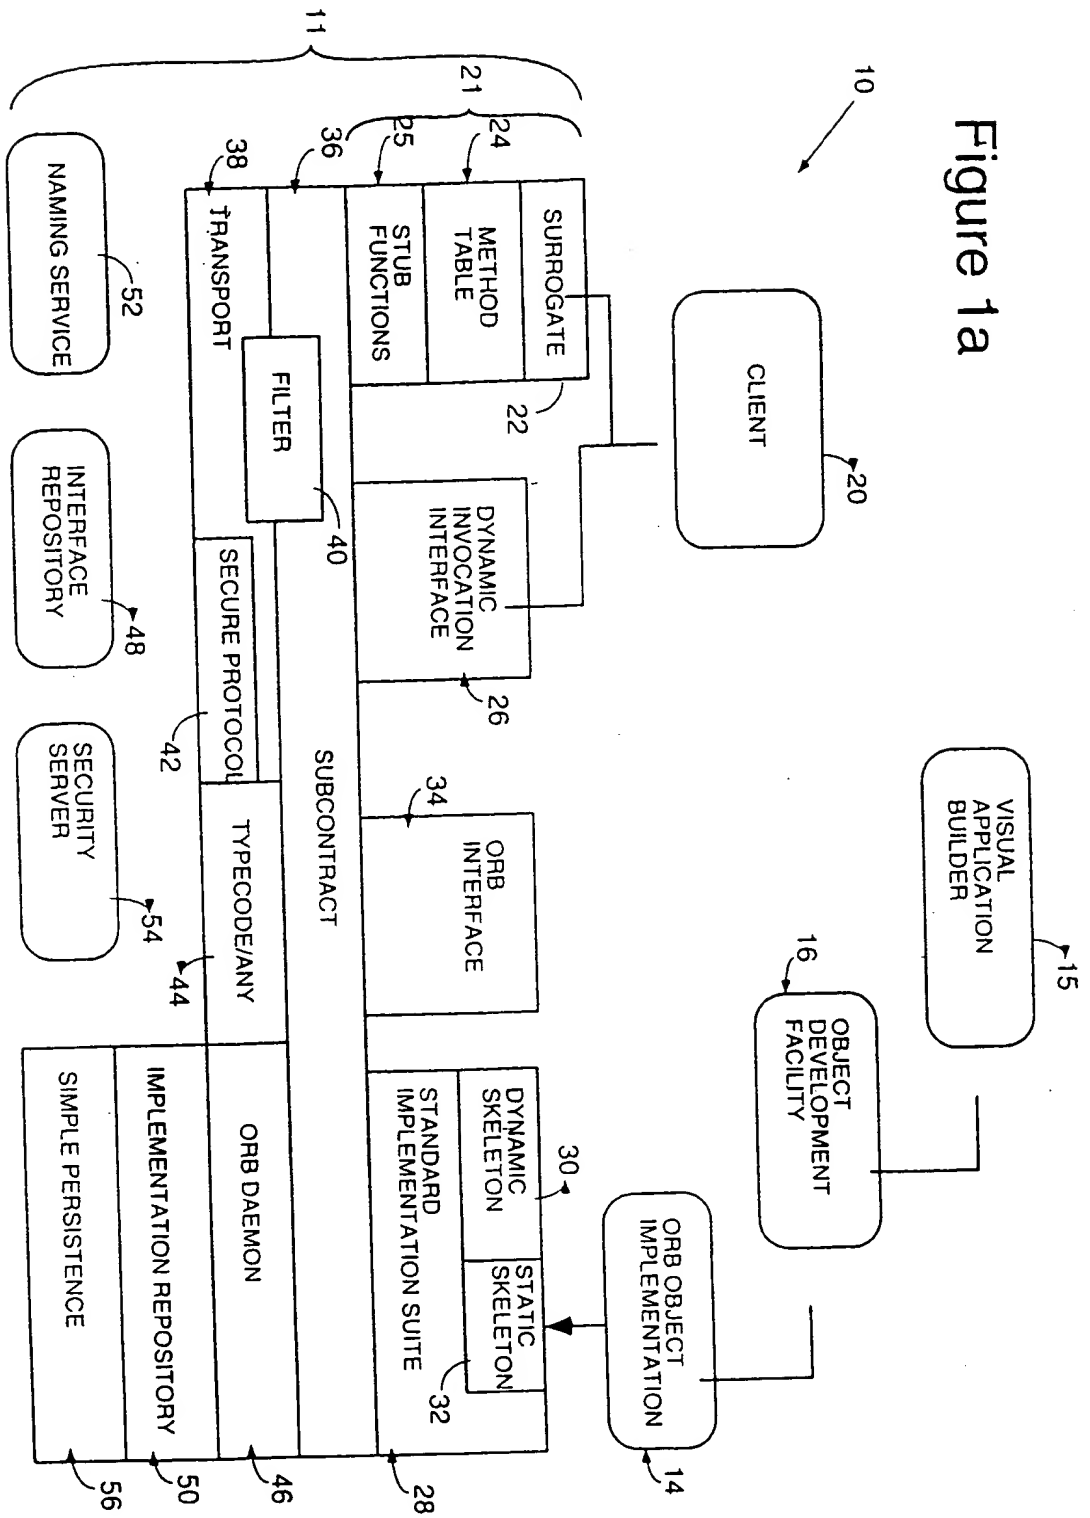 Figure 1a
10
11
21
CLIENT
20
VISUAL
APPLICATION
BUILDER
15
OBJECT
DEVELOPMENT
FACILITY
16
ORB OBJECT
IMPLEMENTATION
14
SURROGATE
22
METHOD
TABLE
24
STUB
FUNCTIONS
25
DYNAMIC
INVOCATION
INTERFACE
26
ORB
INTERFACE
34
DYNAMIC
SKELETON
30
STATIC
SKELETON
32
STANDARD
IMPLEMENTATION SUITE
28
36
SUBCONTRACT
FILTER
40
38
TRANSPORT
SECURE PROTOCOL
42
TYPECODE/ANY
44
ORB DAEMON
46
IMPLEMENTATION REPOSITORY
50
SIMPLE PERSISTENCE
56
NAMING SERVICE
52
INTERFACE
REPOSITORY
48
SECURITY
SERVER
54